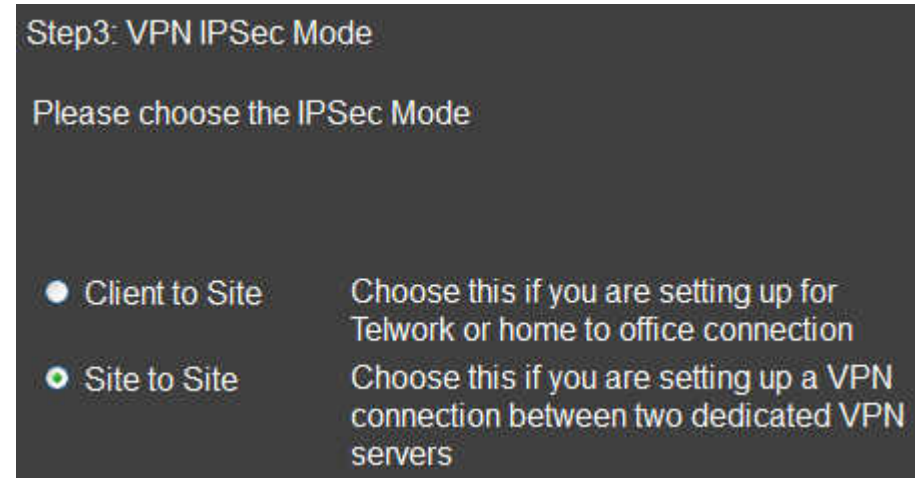 Step3: VPN IPSec Mode
Please choose the IPSec Mode
Client to Site
Choose this if you are setting up for
Telwork or home to office connection
Site to Site
Choose this if you are setting up a VPN
connection between two dedicated VPN
servers